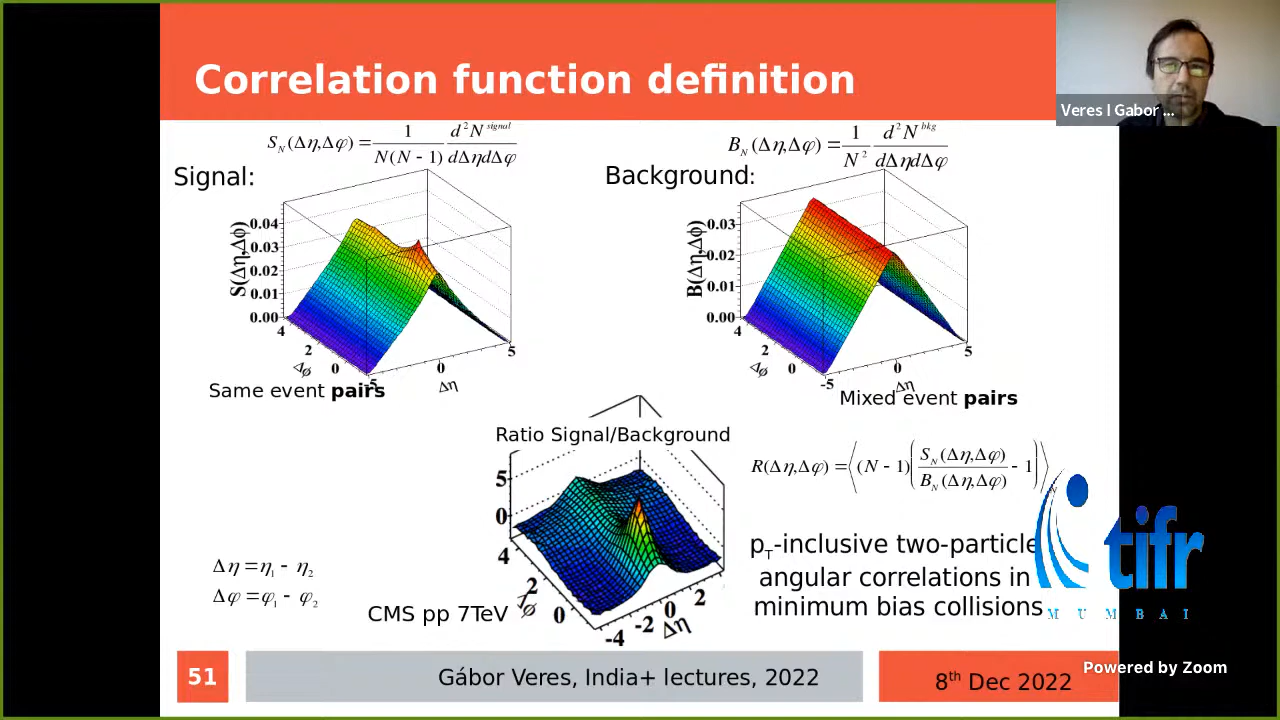 Correlation function definition
Veres I Gabor ...
S_N (Δη,Δφ) = 1/N(N − 1) d²N^signal/dΔηdΔφ
B_N (Δη,Δφ) = 1/N² d²N^bkg/dΔηdΔφ
Signal:
Background:
S(Δη,Δϕ)
0.04
0.03
0.02
0.01
0.00
4
2
0
Δϕ
-5
0
5
Δη
B(Δη,Δϕ)
0.03
0.02
0.01
0.00
4
2
0
Δϕ
-5
0
5
Δη
Same event pairs
Mixed event pairs
Ratio Signal/Background
5
0
4
2
0
Δϕ
-4
-2
0
2
Δη
R(Δη,Δφ) = ⟨(N − 1)(S_N (Δη,Δφ)/B_N (Δη,Δφ) − 1)⟩_N
Δη = η₁ - η₂
Δφ = φ₁ - φ₂
CMS pp 7TeV
p_T-inclusive two-particle
angular correlations in
minimum bias collisions
tifr
MUMBAI
51
Gábor Veres, India+ lectures, 2022
8th Dec 2022
Powered by Zoom